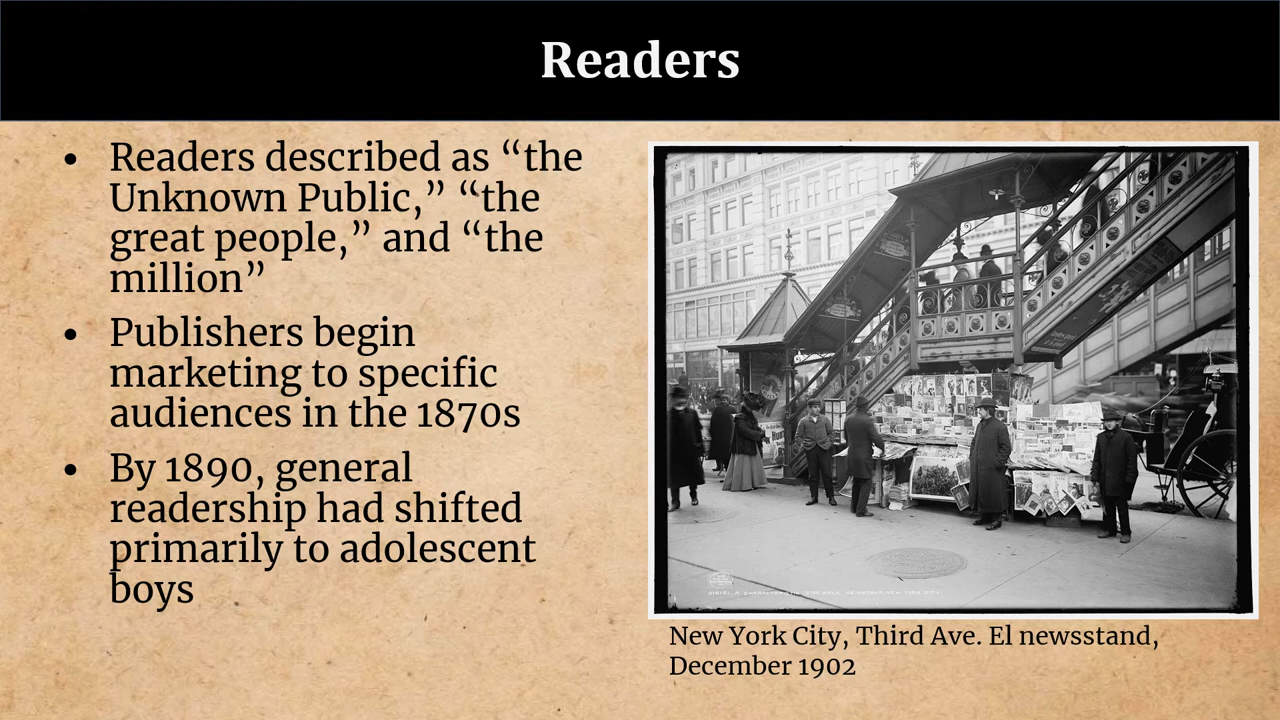 Readers
• Readers described as “the
Unknown Public,” “the
great people,” and “the
million”
• Publishers begin
marketing to specific
audiences in the 1870s
• By 1890, general
readership had shifted
primarily to adolescent
boys
New York City, Third Ave. El newsstand,
December 1902